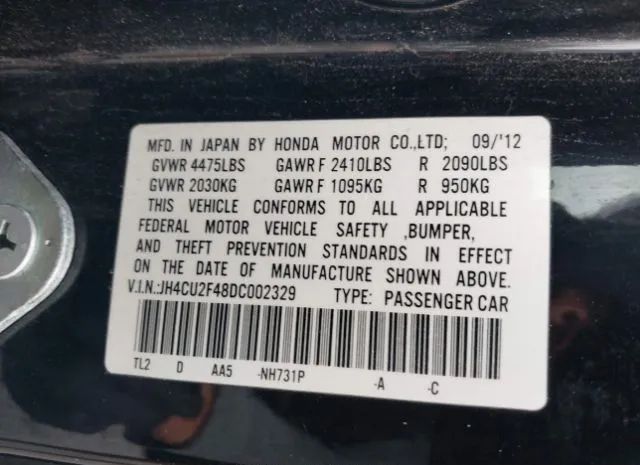 MFD. IN JAPAN BY HONDA MOTOR CO.,LTD; 09/'12
GVWR 4475LBS GAWR F 2410LBS R 2090LBS
GVWR 2030KG GAWR F 1095KG R 950KG
THIS VEHICLE CONFORMS TO ALL APPLICABLE
FEDERAL MOTOR VEHICLE SAFETY ,BUMPER,
AND THEFT PREVENTION STANDARDS IN EFFECT
ON THE DATE OF MANUFACTURE SHOWN ABOVE.
V.I.N.:JH4CU2F48DC002329 TYPE: PASSENGER CAR
TL2 D AA5 -NH731P -A -C